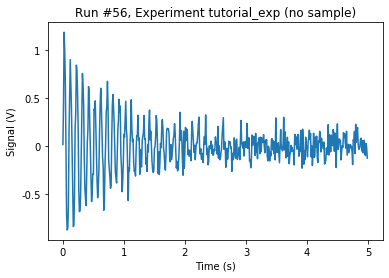 Run #56, Experiment tutorial_exp (no sample)
Signal (V)
1
0.5
0
-0.5
0 1 2 3 4 5
Time (s)